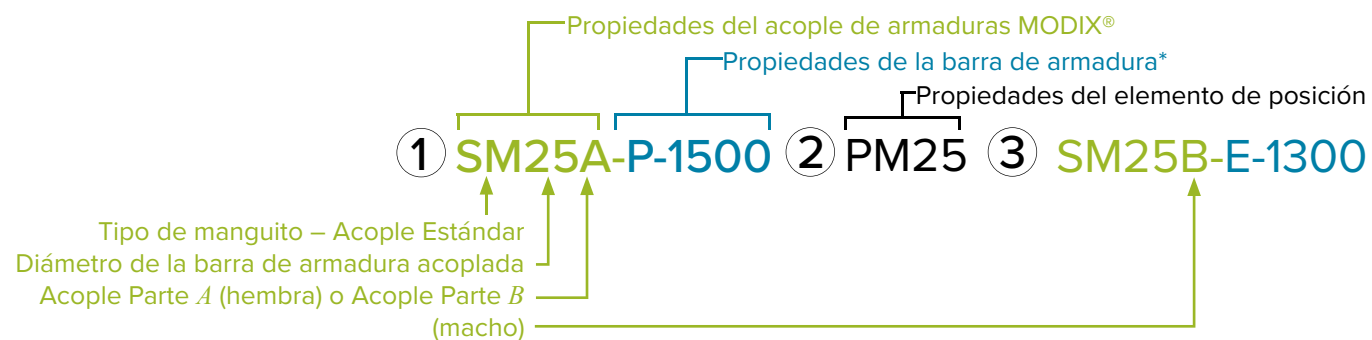 Propiedades del acople de armaduras MODIX®
Propiedades de la barra de armadura*
Propiedades del elemento de posición
1 SM25A-P-1500 2 PM25 3 SM25B-E-1300
Tipo de manguito – Acople Estándar
Diámetro de la barra de armadura acoplada
Acople Parte A (hembra) o Acople Parte B
(macho)